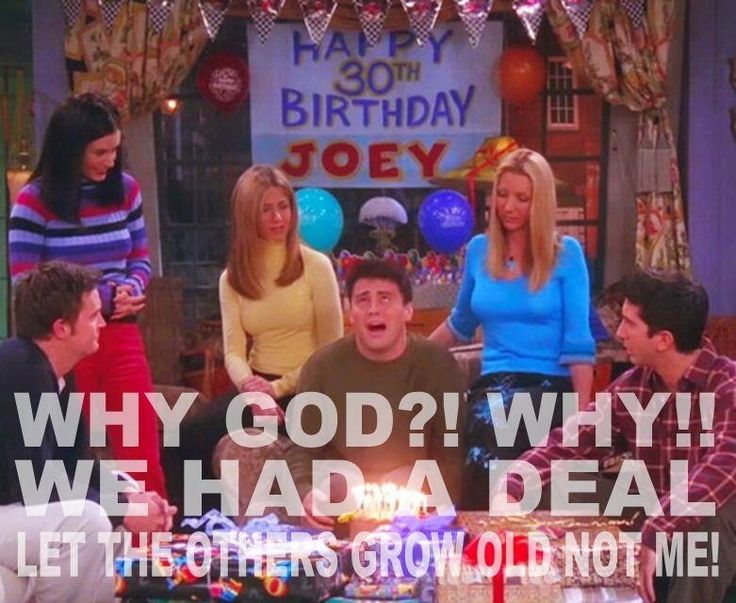 HAPPY
30TH
BIRTHDAY
JOEY
WHY GOD?! WHY!!
WE HAD A DEAL
LET THE OTHERS GROW OLD NOT ME!